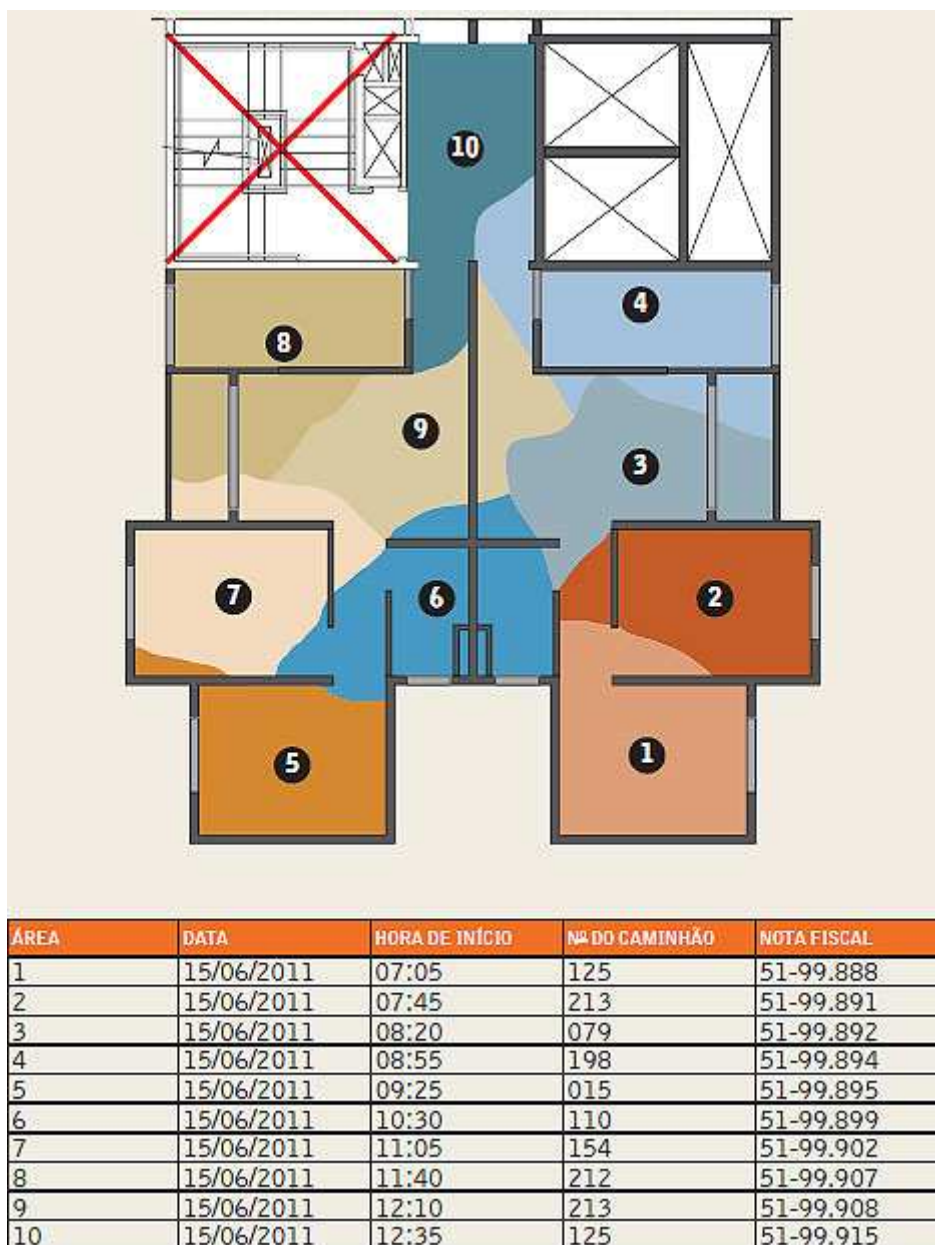 10
4
8
9
3
7
6
2
5
1
ÁREA DATA HORA DE INÍCIO Nº DO CAMINHÃO NOTA FISCAL
1 15/06/2011 07:05 125 51-99.888
2 15/06/2011 07:45 213 51-99.891
3 15/06/2011 08:20 079 51-99.892
4 15/06/2011 08:55 198 51-99.894
5 15/06/2011 09:25 015 51-99.895
6 15/06/2011 10:30 110 51-99.899
7 15/06/2011 11:05 154 51-99.902
8 15/06/2011 11:40 212 51-99.907
9 15/06/2011 12:10 213 51-99.908
10 15/06/2011 12:35 125 51-99.915